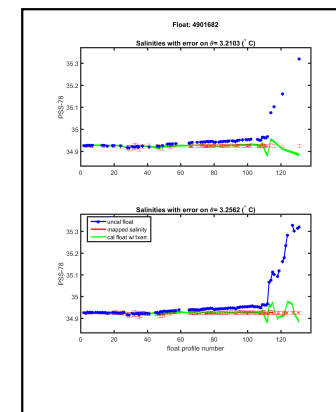 Float: 4901682
Salinities with error on θ= 3.2103 (° C)
PSS-78
35.3
35.2
35.1
35
34.9
0 20 40 60 80 100 120
Salinities with error on θ= 3.2562 (° C)
PSS-78
35.3
35.2
35.1
35
34.9
uncal float
mapped salinity
cal float w/1xerr.
0 20 40 60 80 100 120
float profile number